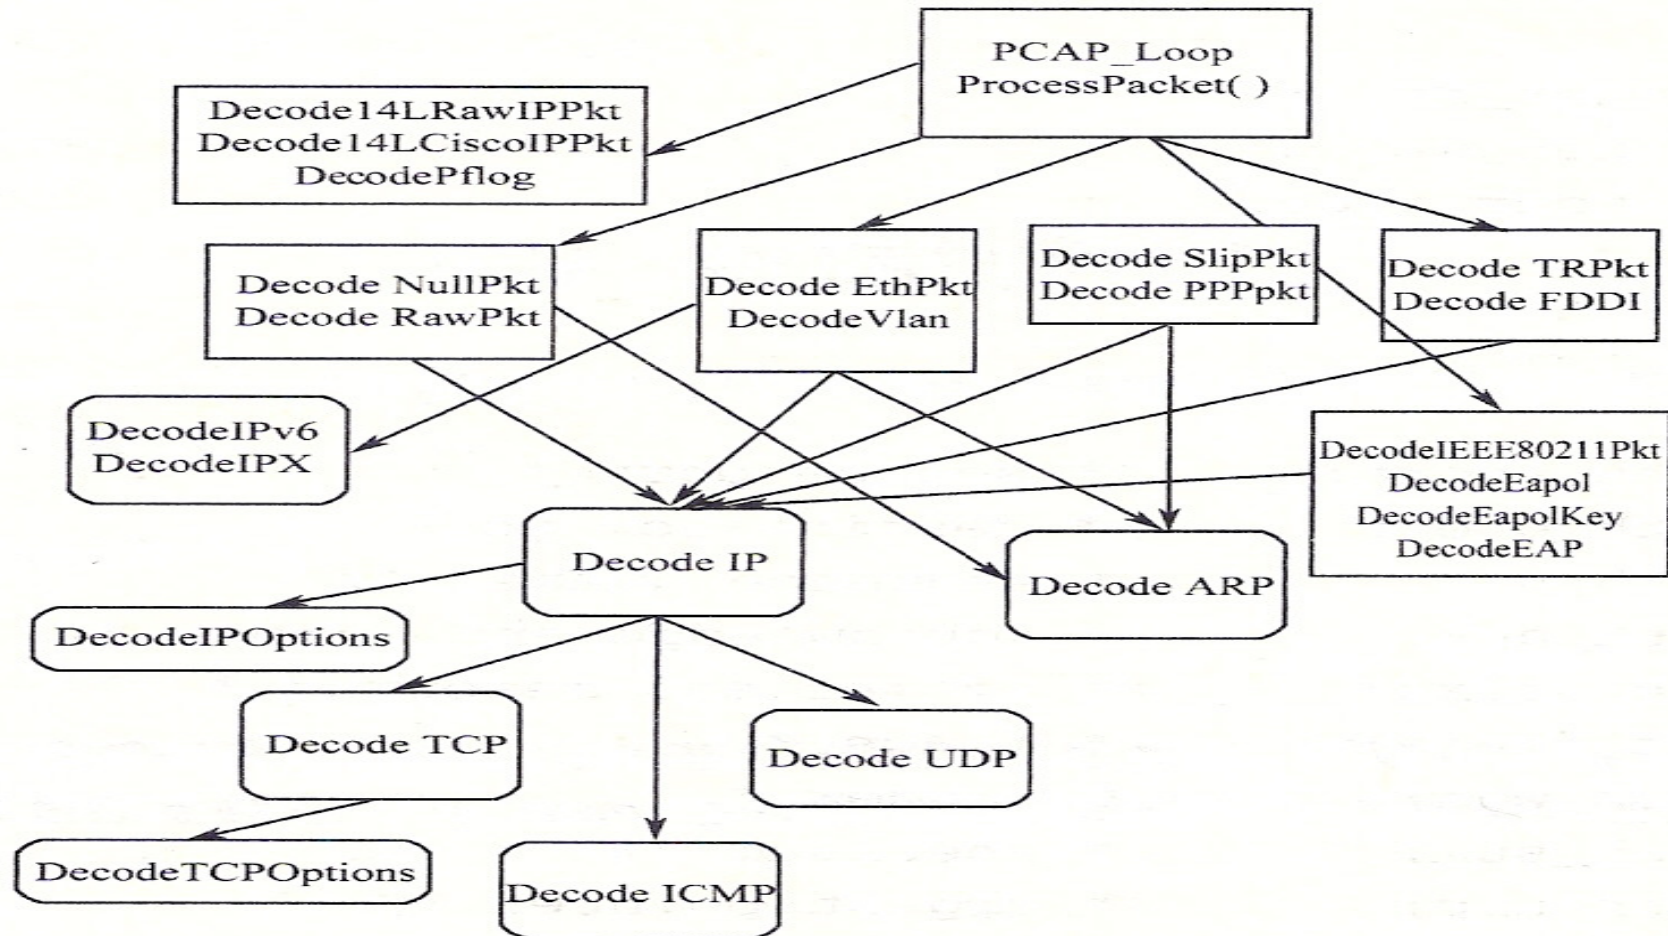 PCAP_Loop
ProcessPacket( )
Decode14LRawIPPkt
Decode14LCiscoIPPkt
DecodePflog
Decode NullPkt
Decode RawPkt
Decode EthPkt
DecodeVlan
Decode SlipPkt
Decode PPPpkt
Decode TRPkt
Decode FDDI
DecodeIPv6
DecodeIPX
DecodeIEEE80211Pkt
DecodeEapol
DecodeEapolKey
DecodeEAP
Decode IP
Decode ARP
DecodeIPOptions
Decode TCP
Decode UDP
DecodeTCPOptions
Decode ICMP